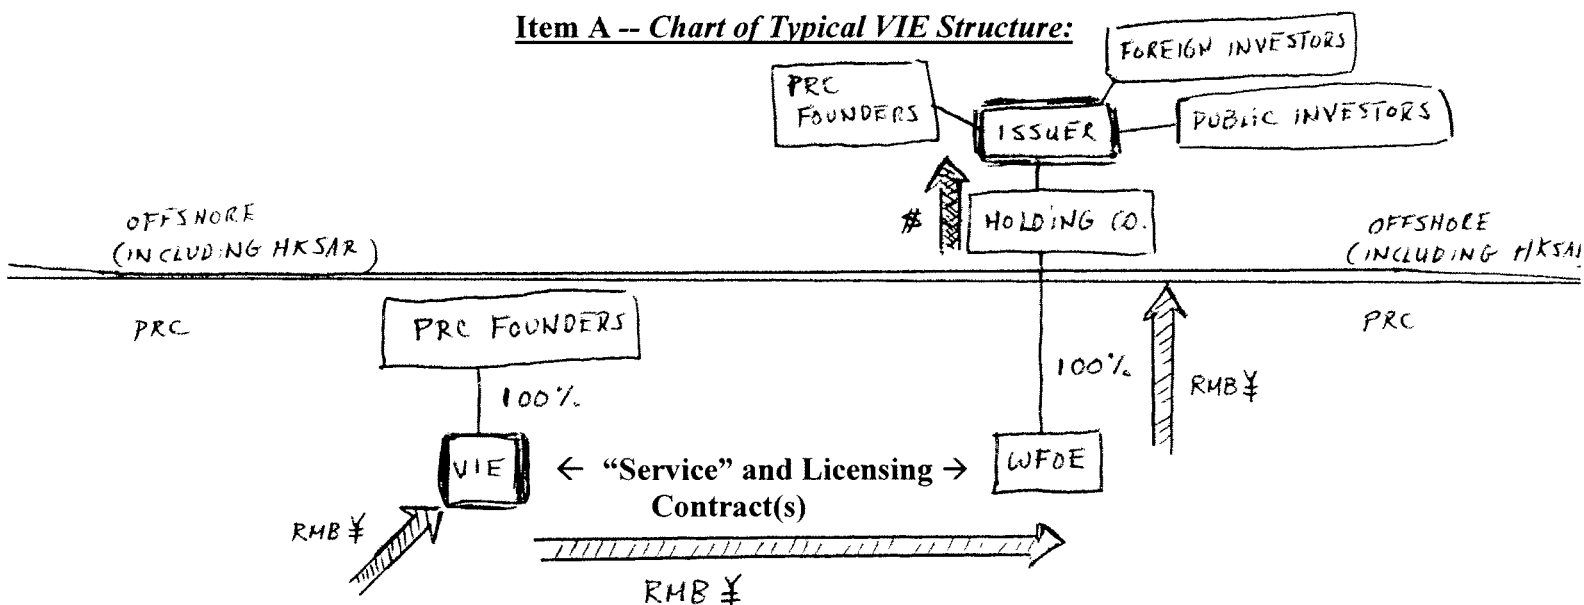 Item A -- Chart of Typical VIE Structure:
FOREIGN INVESTORS
PRC
FOUNDERS
ISSUER
PUBLIC INVESTORS
$
HOLDING CO.
OFFSHORE
(INCLUDING HKSAR)
OFFSHORE
(INCLUDING HKSAR
PRC
PRC FOUNDERS
PRC
100%
100%
RMB ¥
VIE
← “Service” and Licensing →
Contract(s)
WFOE
RMB ¥
RMB ¥